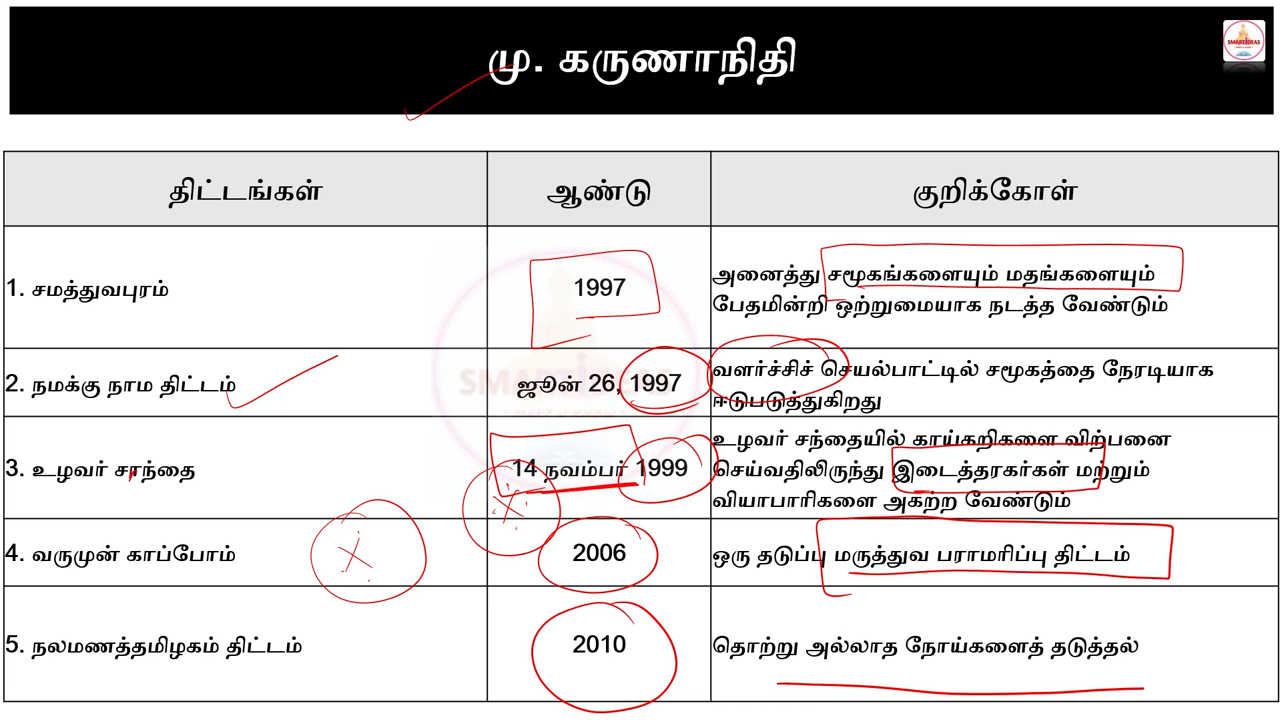 மு. கருணாநிதி
SMART IDEAS
திட்டங்கள்
ஆண்டு
குறிக்கோள்
1. சமத்துவபுரம்
1997
அனைத்து சமூகங்களையும் மதங்களையும்
பேதமின்றி ஒற்றுமையாக நடத்த வேண்டும்
2. நமக்கு நாம திட்டம்
ஜூன் 26, 1997
வளர்ச்சிச் செயல்பாட்டில் சமூகத்தை நேரடியாக
ஈடுபடுத்துகிறது
3. உழவர் சாந்தை
14 நவம்பர் 1999
உழவர் சந்தையில் காய்கறிகளை விற்பனை
செய்வதிலிருந்து இடைத்தரகர்கள் மற்றும்
வியாபாரிகளை அகற்ற வேண்டும்
4. வருமுன் காப்போம்
2006
ஒரு தடுப்பு மருத்துவ பராமரிப்பு திட்டம்
5. நலமணத்தமிழகம் திட்டம்
2010
தொற்று அல்லாத நோய்களைத் தடுத்தல்